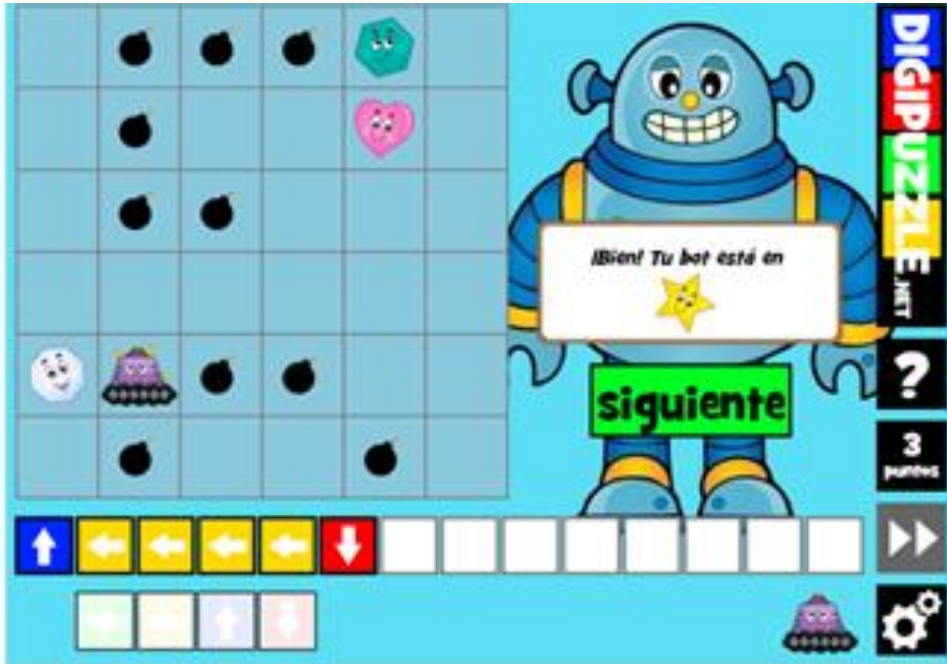 ¡Bien! Tu bot está en
siguiente
DIGIPUZZLE.NET
?
3
puntos